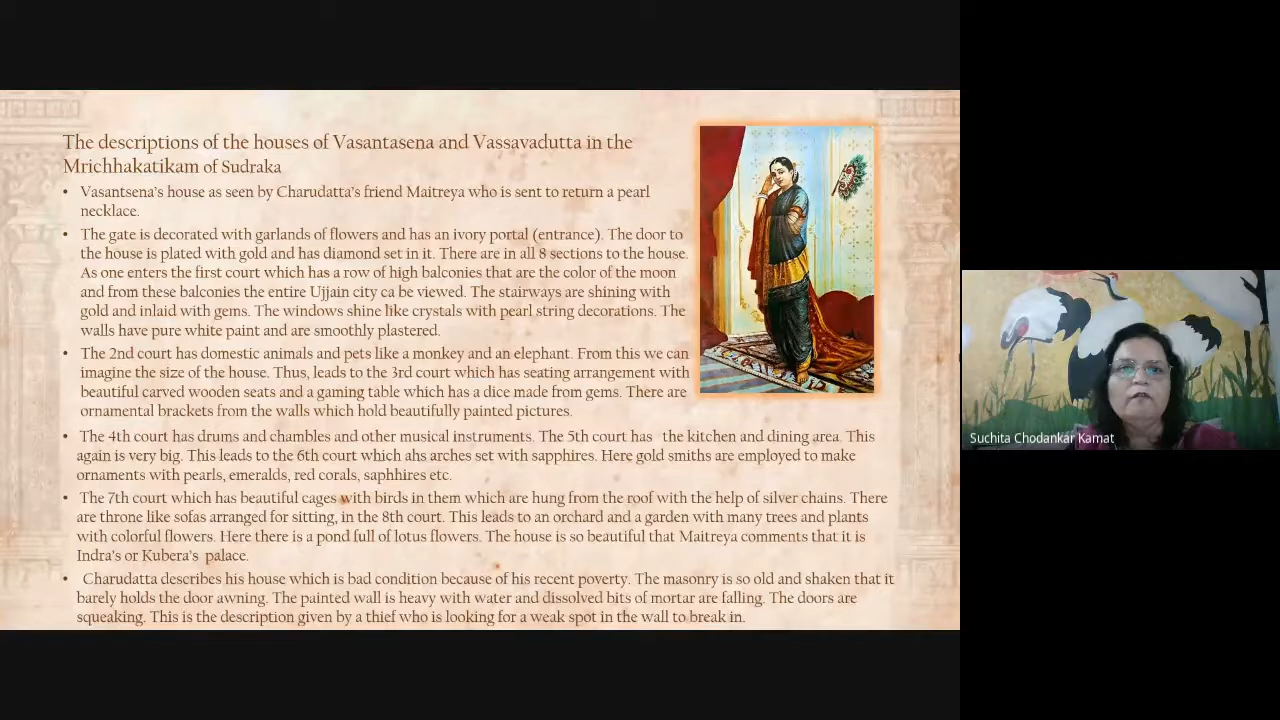 The descriptions of the houses of Vasantasena and Vassavadutta in the
Mrichhakatikam of Sudraka
• Vasantsena's house as seen by Charudatta's friend Maitreya who is sent to return a pearl
necklace.
• The gate is decorated with garlands of flowers and has an ivory portal (entrance). The door to
the house is plated with gold and has diamond set in it. There are in all 8 sections to the house.
As one enters the first court which has a row of high balconies that are the color of the moon
and from these balconies the entire Ujjain city ca be viewed. The stairways are shining with
gold and inlaid with gems. The windows shine like crystals with pearl string decorations. The
walls have pure white paint and are smoothly plastered.
• The 2nd court has domestic animals and pets like a monkey and an elephant. From this we can
imagine the size of the house. Thus, leads to the 3rd court which has seating arrangement with
beautiful carved wooden seats and a gaming table which has a dice made from gems. There are
ornamental brackets from the walls which hold beautifully painted pictures.
• The 4th court has drums and chambles and other musical instruments. The 5th court has the kitchen and dining area. This
again is very big. This leads to the 6th court which ahs arches set with sapphires. Here gold smiths are employed to make
ornaments with pearls, emeralds, red corals, saphhires etc.
• The 7th court which has beautiful cages with birds in them which are hung from the roof with the help of silver chains. There
are throne like sofas arranged for sitting, in the 8th court. This leads to an orchard and a garden with many trees and plants
with colorful flowers. Here there is a pond full of lotus flowers. The house is so beautiful that Maitreya comments that it is
Indra's or Kubera's palace.
• Charudatta describes his house which is bad condition because of his recent poverty. The masonry is so old and shaken that it
barely holds the door awning. The painted wall is heavy with water and dissolved bits of mortar are falling. The doors are
squeaking. This is the description given by a thief who is looking for a weak spot in the wall to break in.
Suchita Chodankar Kamat